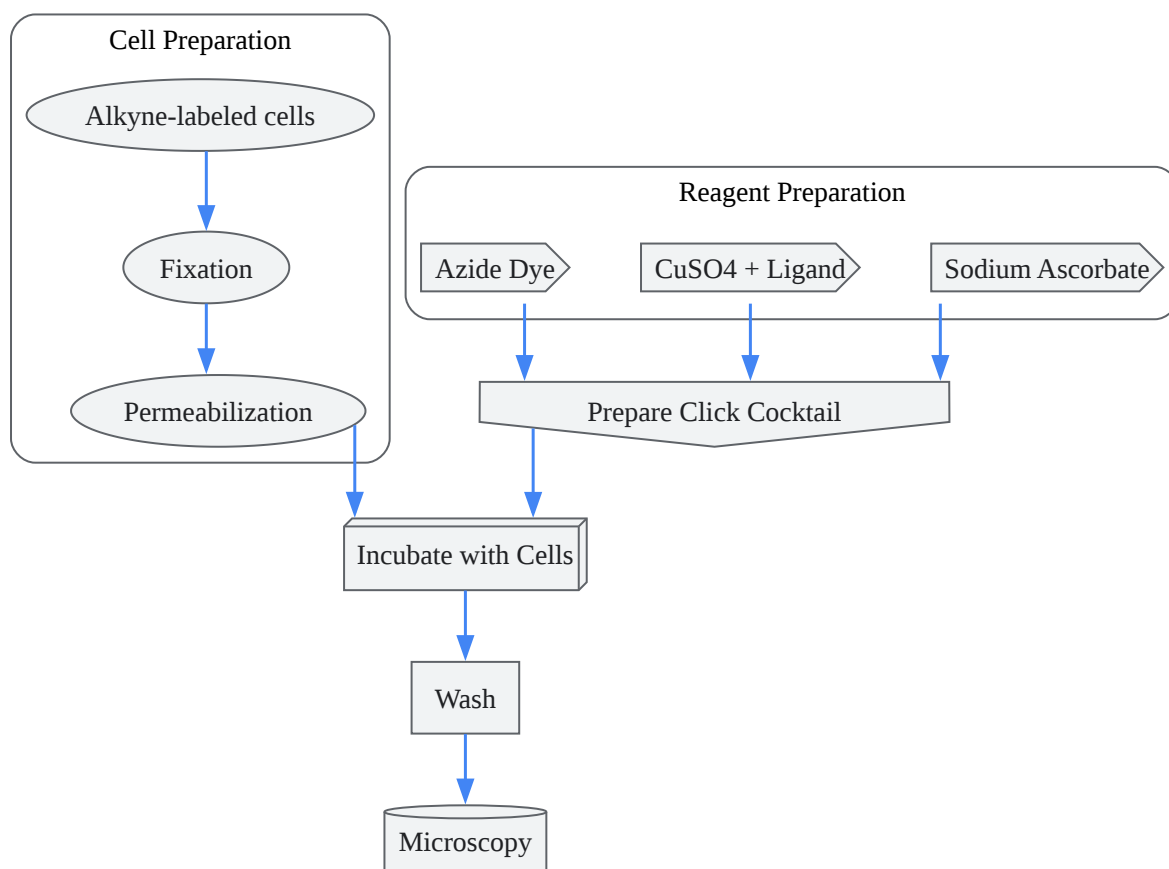 Cell Preparation
Alkyne-labeled cells
Fixation
Permeabilization
Reagent Preparation
Azide Dye
CuSO4 + Ligand
Sodium Ascorbate
Prepare Click Cocktail
Incubate with Cells
Wash
Microscopy